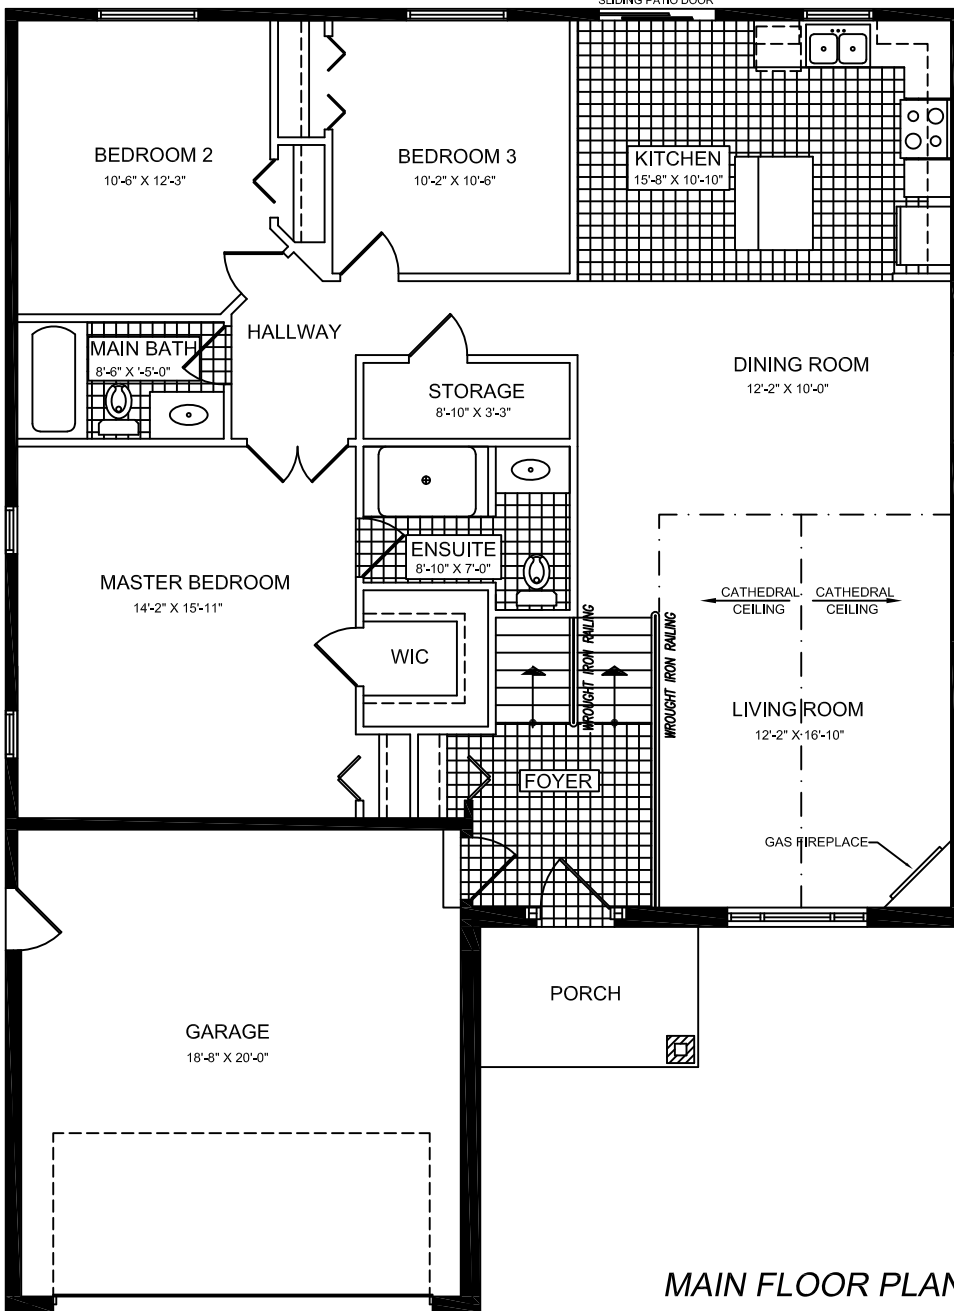 SLIDING PATIO DOOR
BEDROOM 2
10'-6" X 12'-3"
BEDROOM 3
10'-2" X 10'-6"
KITCHEN
15'-8" X 10'-10"
HALLWAY
MAIN BATH
8'-6" X '-5'-0"
STORAGE
8'-10" X 3'-3"
DINING ROOM
12'-2" X 10'-0"
ENSUITE
8'-10" X 7'-0"
MASTER BEDROOM
14'-2" X 15'-11"
CATHEDRAL
CEILING
CATHEDRAL
CEILING
WIC
WROUGHT IRON RAILING
WROUGHT IRON RAILING
LIVING ROOM
12'-2" X 16'-10"
FOYER
GAS FIREPLACE
PORCH
GARAGE
18'-8" X 20'-0"
MAIN FLOOR PLAN